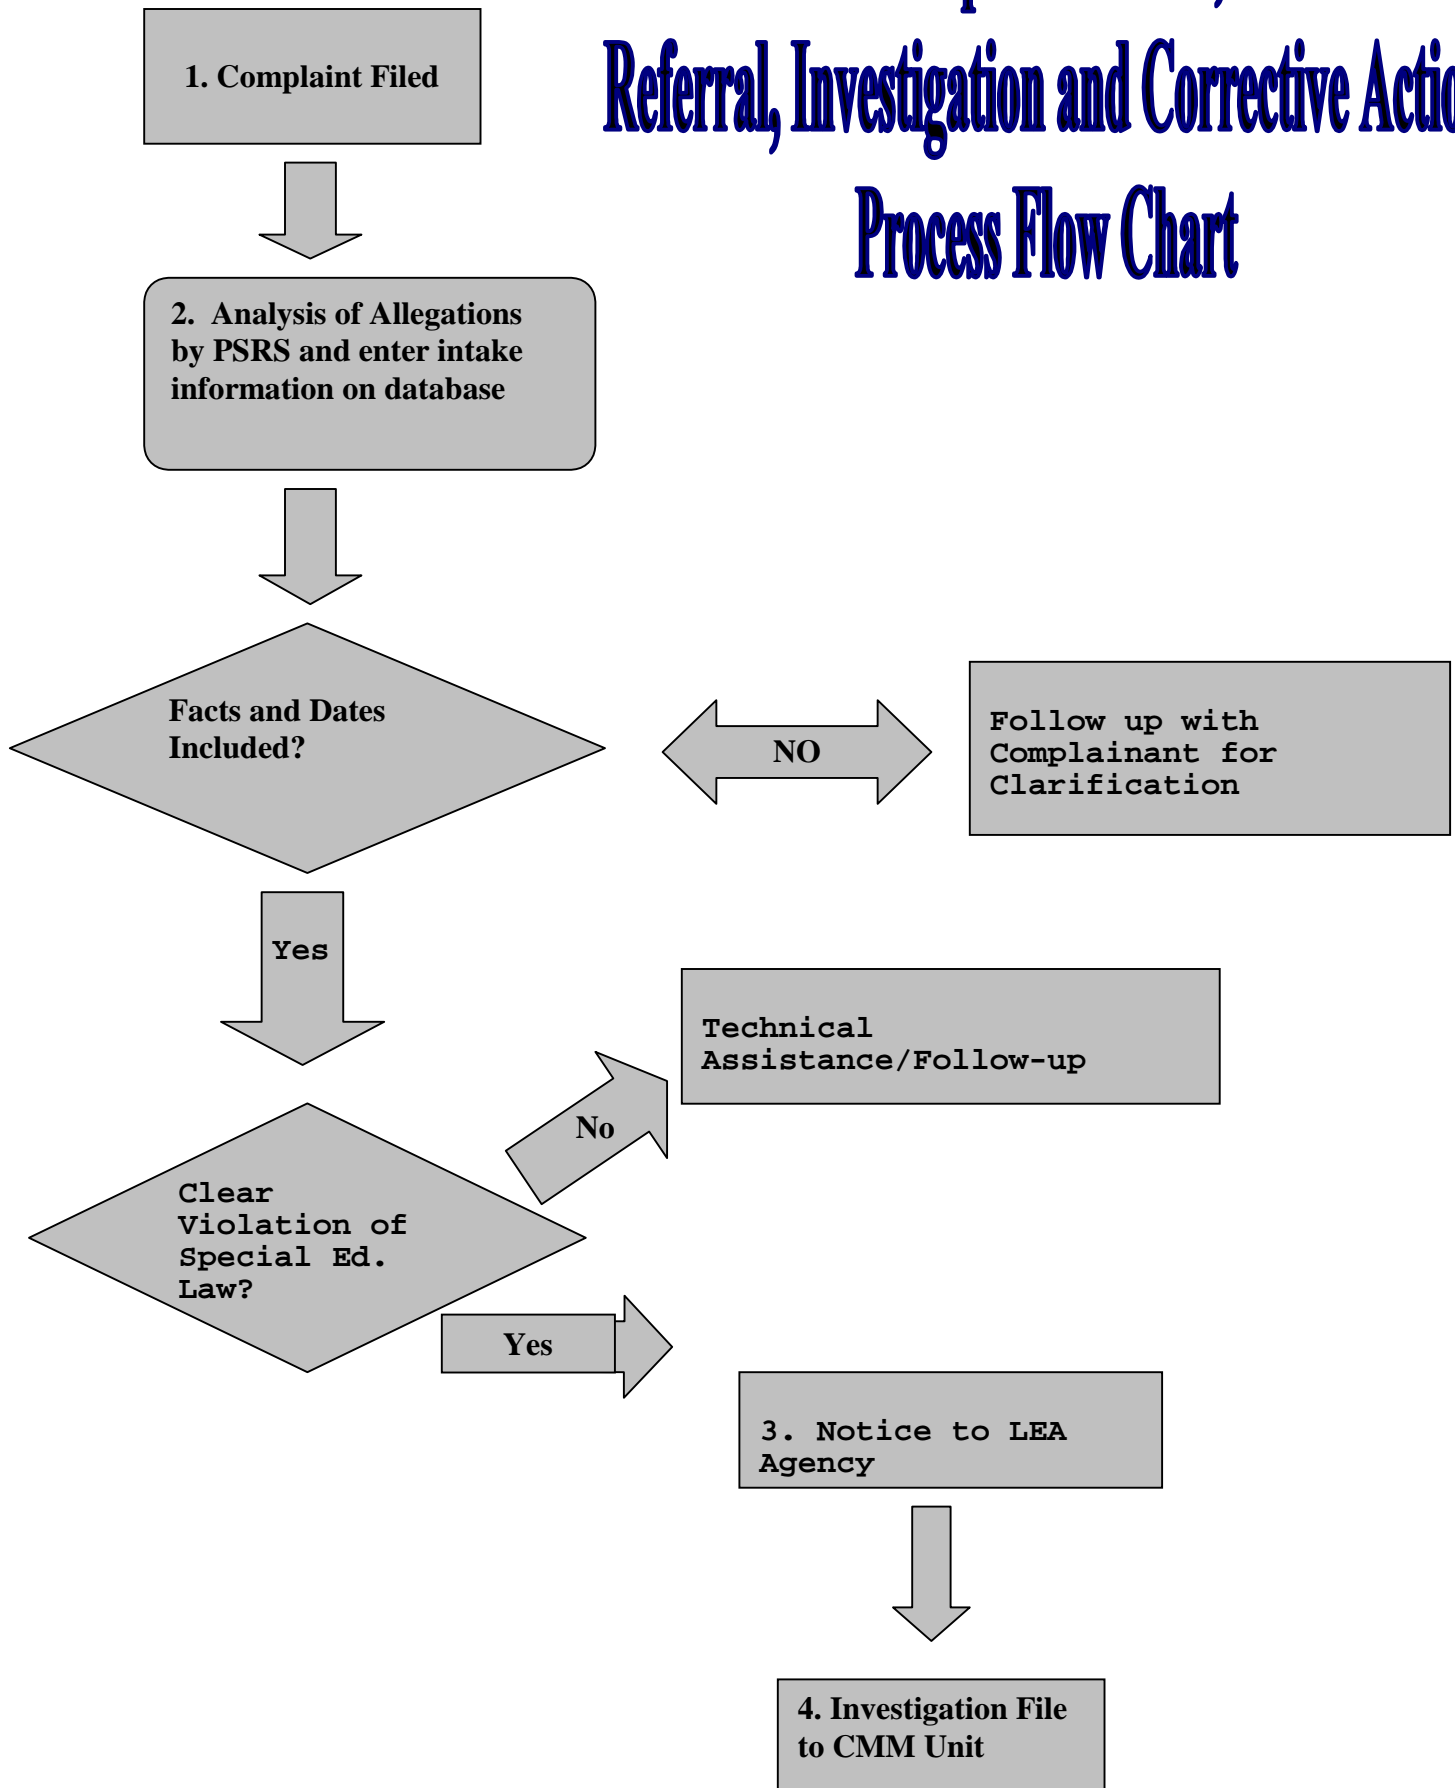 Referral, Investigation and Corrective Actio
Process Flow Chart
1. Complaint Filed
2. Analysis of Allegations
by PSRS and enter intake
information on database
Facts and Dates
Included?
NO
Follow up with
Complainant for
Clarification
Yes
Technical
Assistance/Follow-up
No
Clear
Violation of
Special Ed.
Law?
Yes
3. Notice to LEA
Agency
4. Investigation File
to CMM Unit